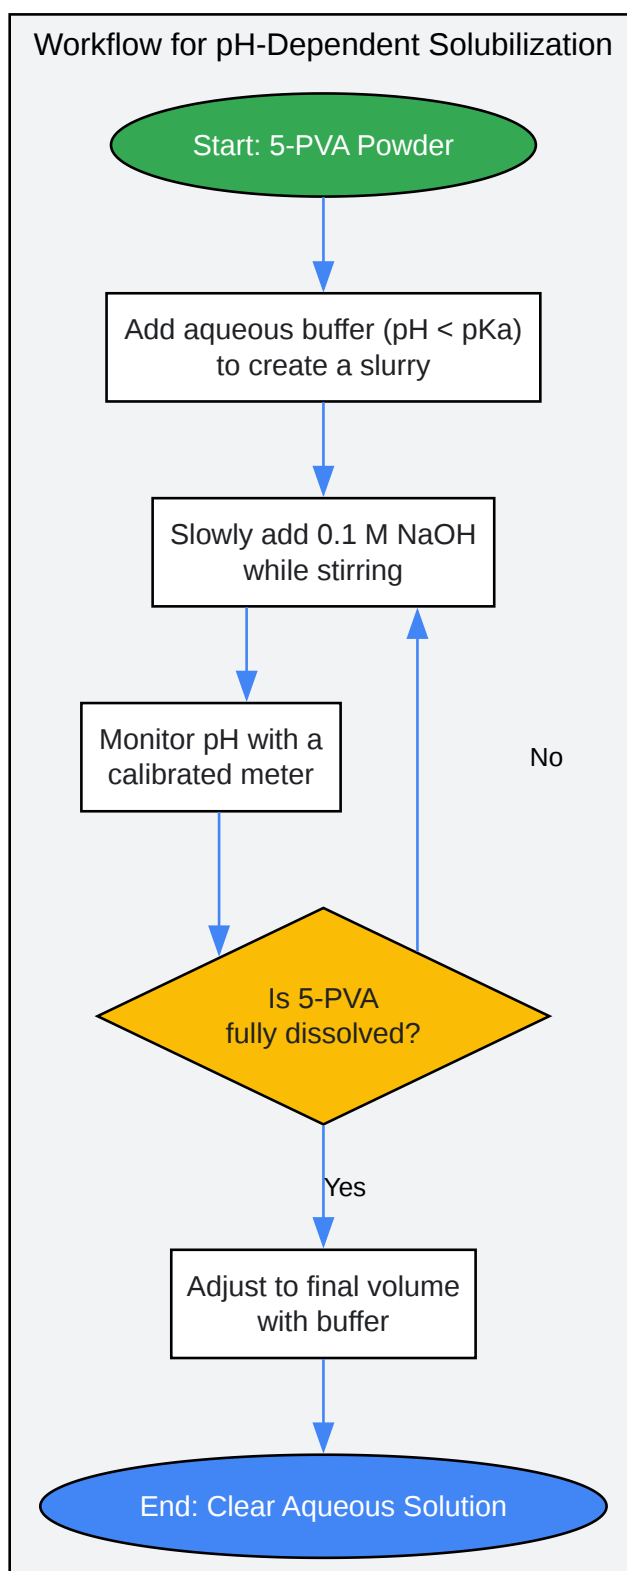 Workflow for pH-Dependent Solubilization
Start: 5-PVA Powder
Add aqueous buffer (pH < pKa)
to create a slurry
Slowly add 0.1 M NaOH
while stirring
Monitor pH with a
calibrated meter
No
Is 5-PVA
fully dissolved?
Yes
Adjust to final volume
with buffer
End: Clear Aqueous Solution